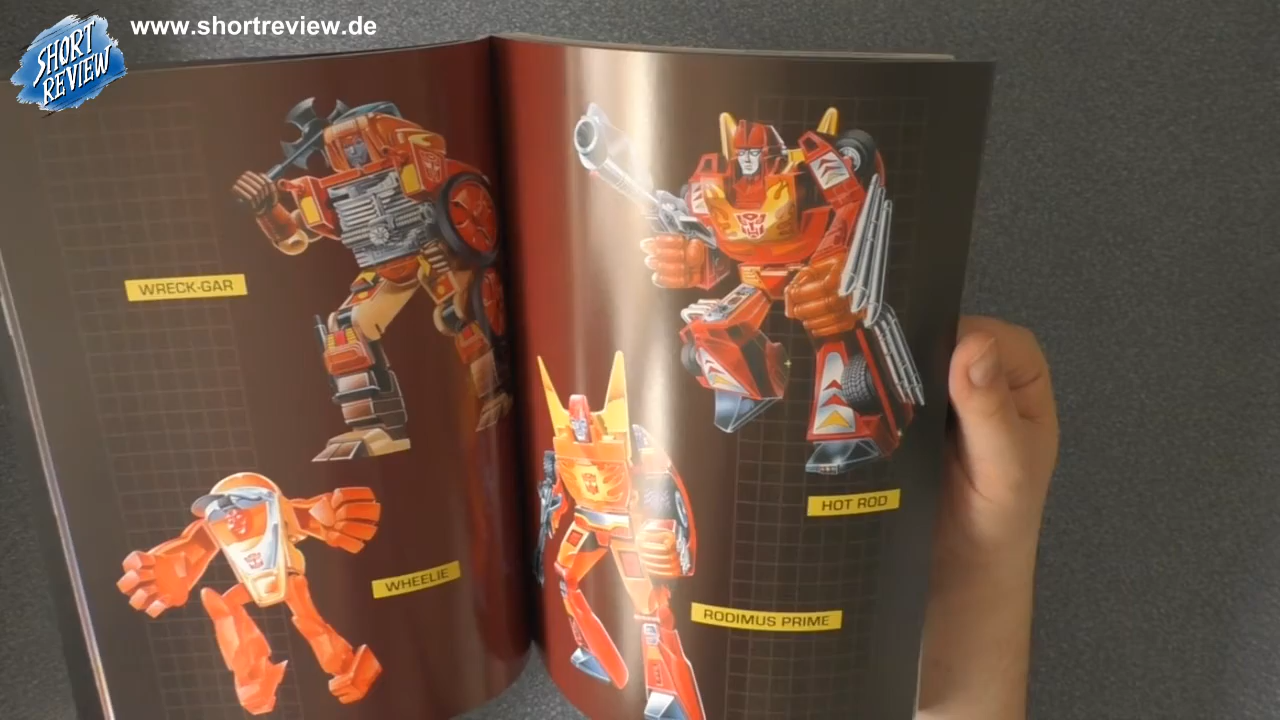 SHORT
REVIEW
www.shortreview.de
WRECK-GAR
WHEELIE
HOT ROD
RODIMUS PRIME